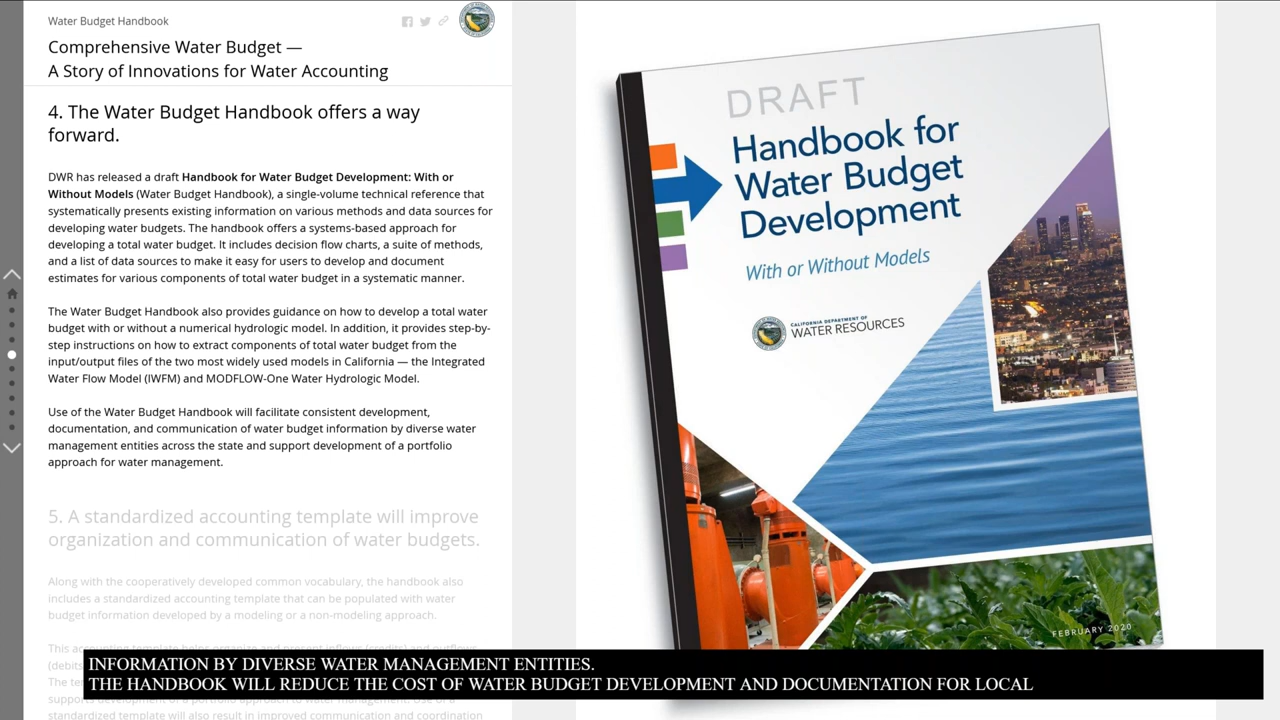 Water Budget Handbook
Comprehensive Water Budget —
A Story of Innovations for Water Accounting
4. The Water Budget Handbook offers a way
forward.
DWR has released a draft Handbook for Water Budget Development: With or
Without Models (Water Budget Handbook), a single-volume technical reference that
systematically presents existing information on various methods and data sources for
developing water budgets. The handbook offers a systems-based approach for
developing a total water budget. It includes decision flow charts, a suite of methods,
and a list of data sources to make it easy for users to develop and document
estimates for various components of total water budget in a systematic manner.
The Water Budget Handbook also provides guidance on how to develop a total water
budget with or without a numerical hydrologic model. In addition, it provides step-by-
step instructions on how to extract components of total water budget from the
input/output files of the two most widely used models in California — the Integrated
Water Flow Model (IWFM) and MODFLOW-One Water Hydrologic Model.
Use of the Water Budget Handbook will facilitate consistent development,
documentation, and communication of water budget information by diverse water
management entities across the state and support development of a portfolio
approach for water management.
5. A standardized accounting template will improve
organization and communication of water budgets.
Along with the cooperatively developed common vocabulary, the handbook also
includes a standardized accounting template that can be populated with water
budget information developed by a modeling or a non-modeling approach.
This
(debits
The
standardized template will also result in improved communication and coordination
DRAFT
Handbook for
Water Budget
Development
With or Without Models
CALIFORNIA DEPARTMENT OF
WATER RESOURCES
FEBRUARY 2020
INFORMATION BY DIVERSE WATER MANAGEMENT ENTITIES.
THE HANDBOOK WILL REDUCE THE COST OF WATER BUDGET DEVELOPMENT AND DOCUMENTATION FOR LOCAL